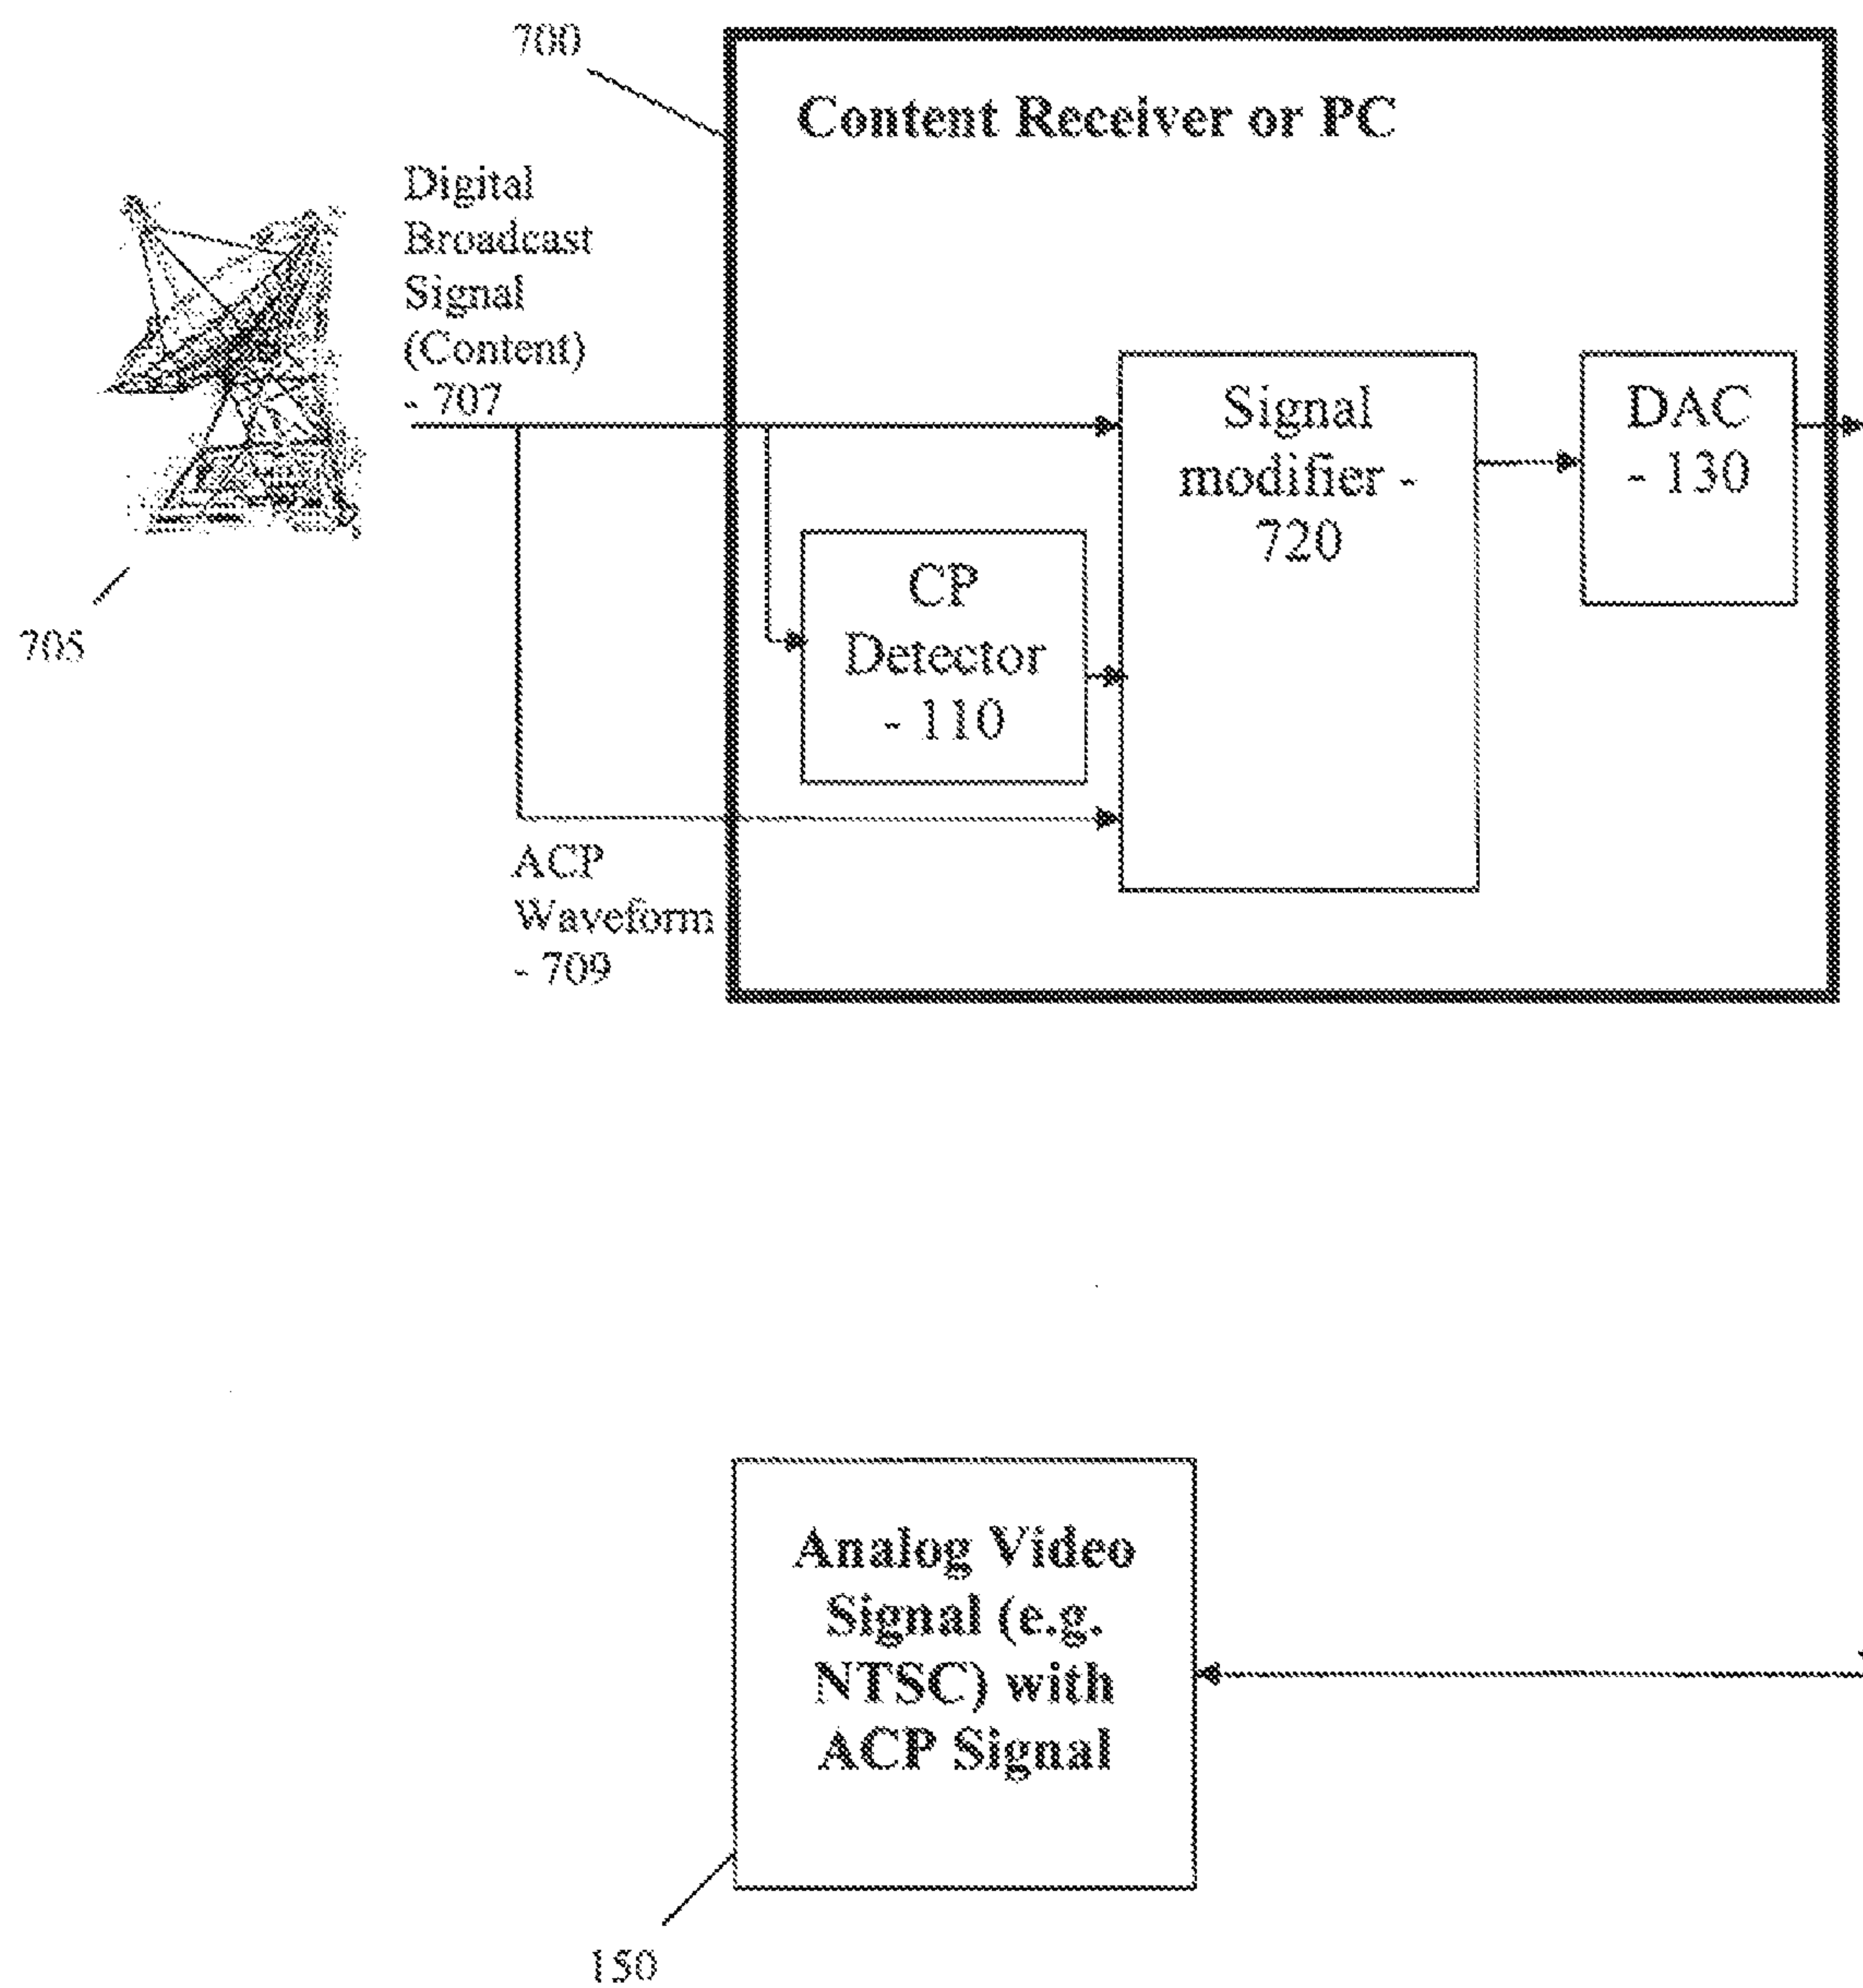 700
Content Receiver or PC
Digital
Broadcast
Signal
(Content)
- 707
Signal
modifier -
720
DAC
- 130
CP
Detector
- 110
705
ACP
Waveform
- 709
Analog Video
Signal (e.g.
NTSC) with
ACP Signal
150